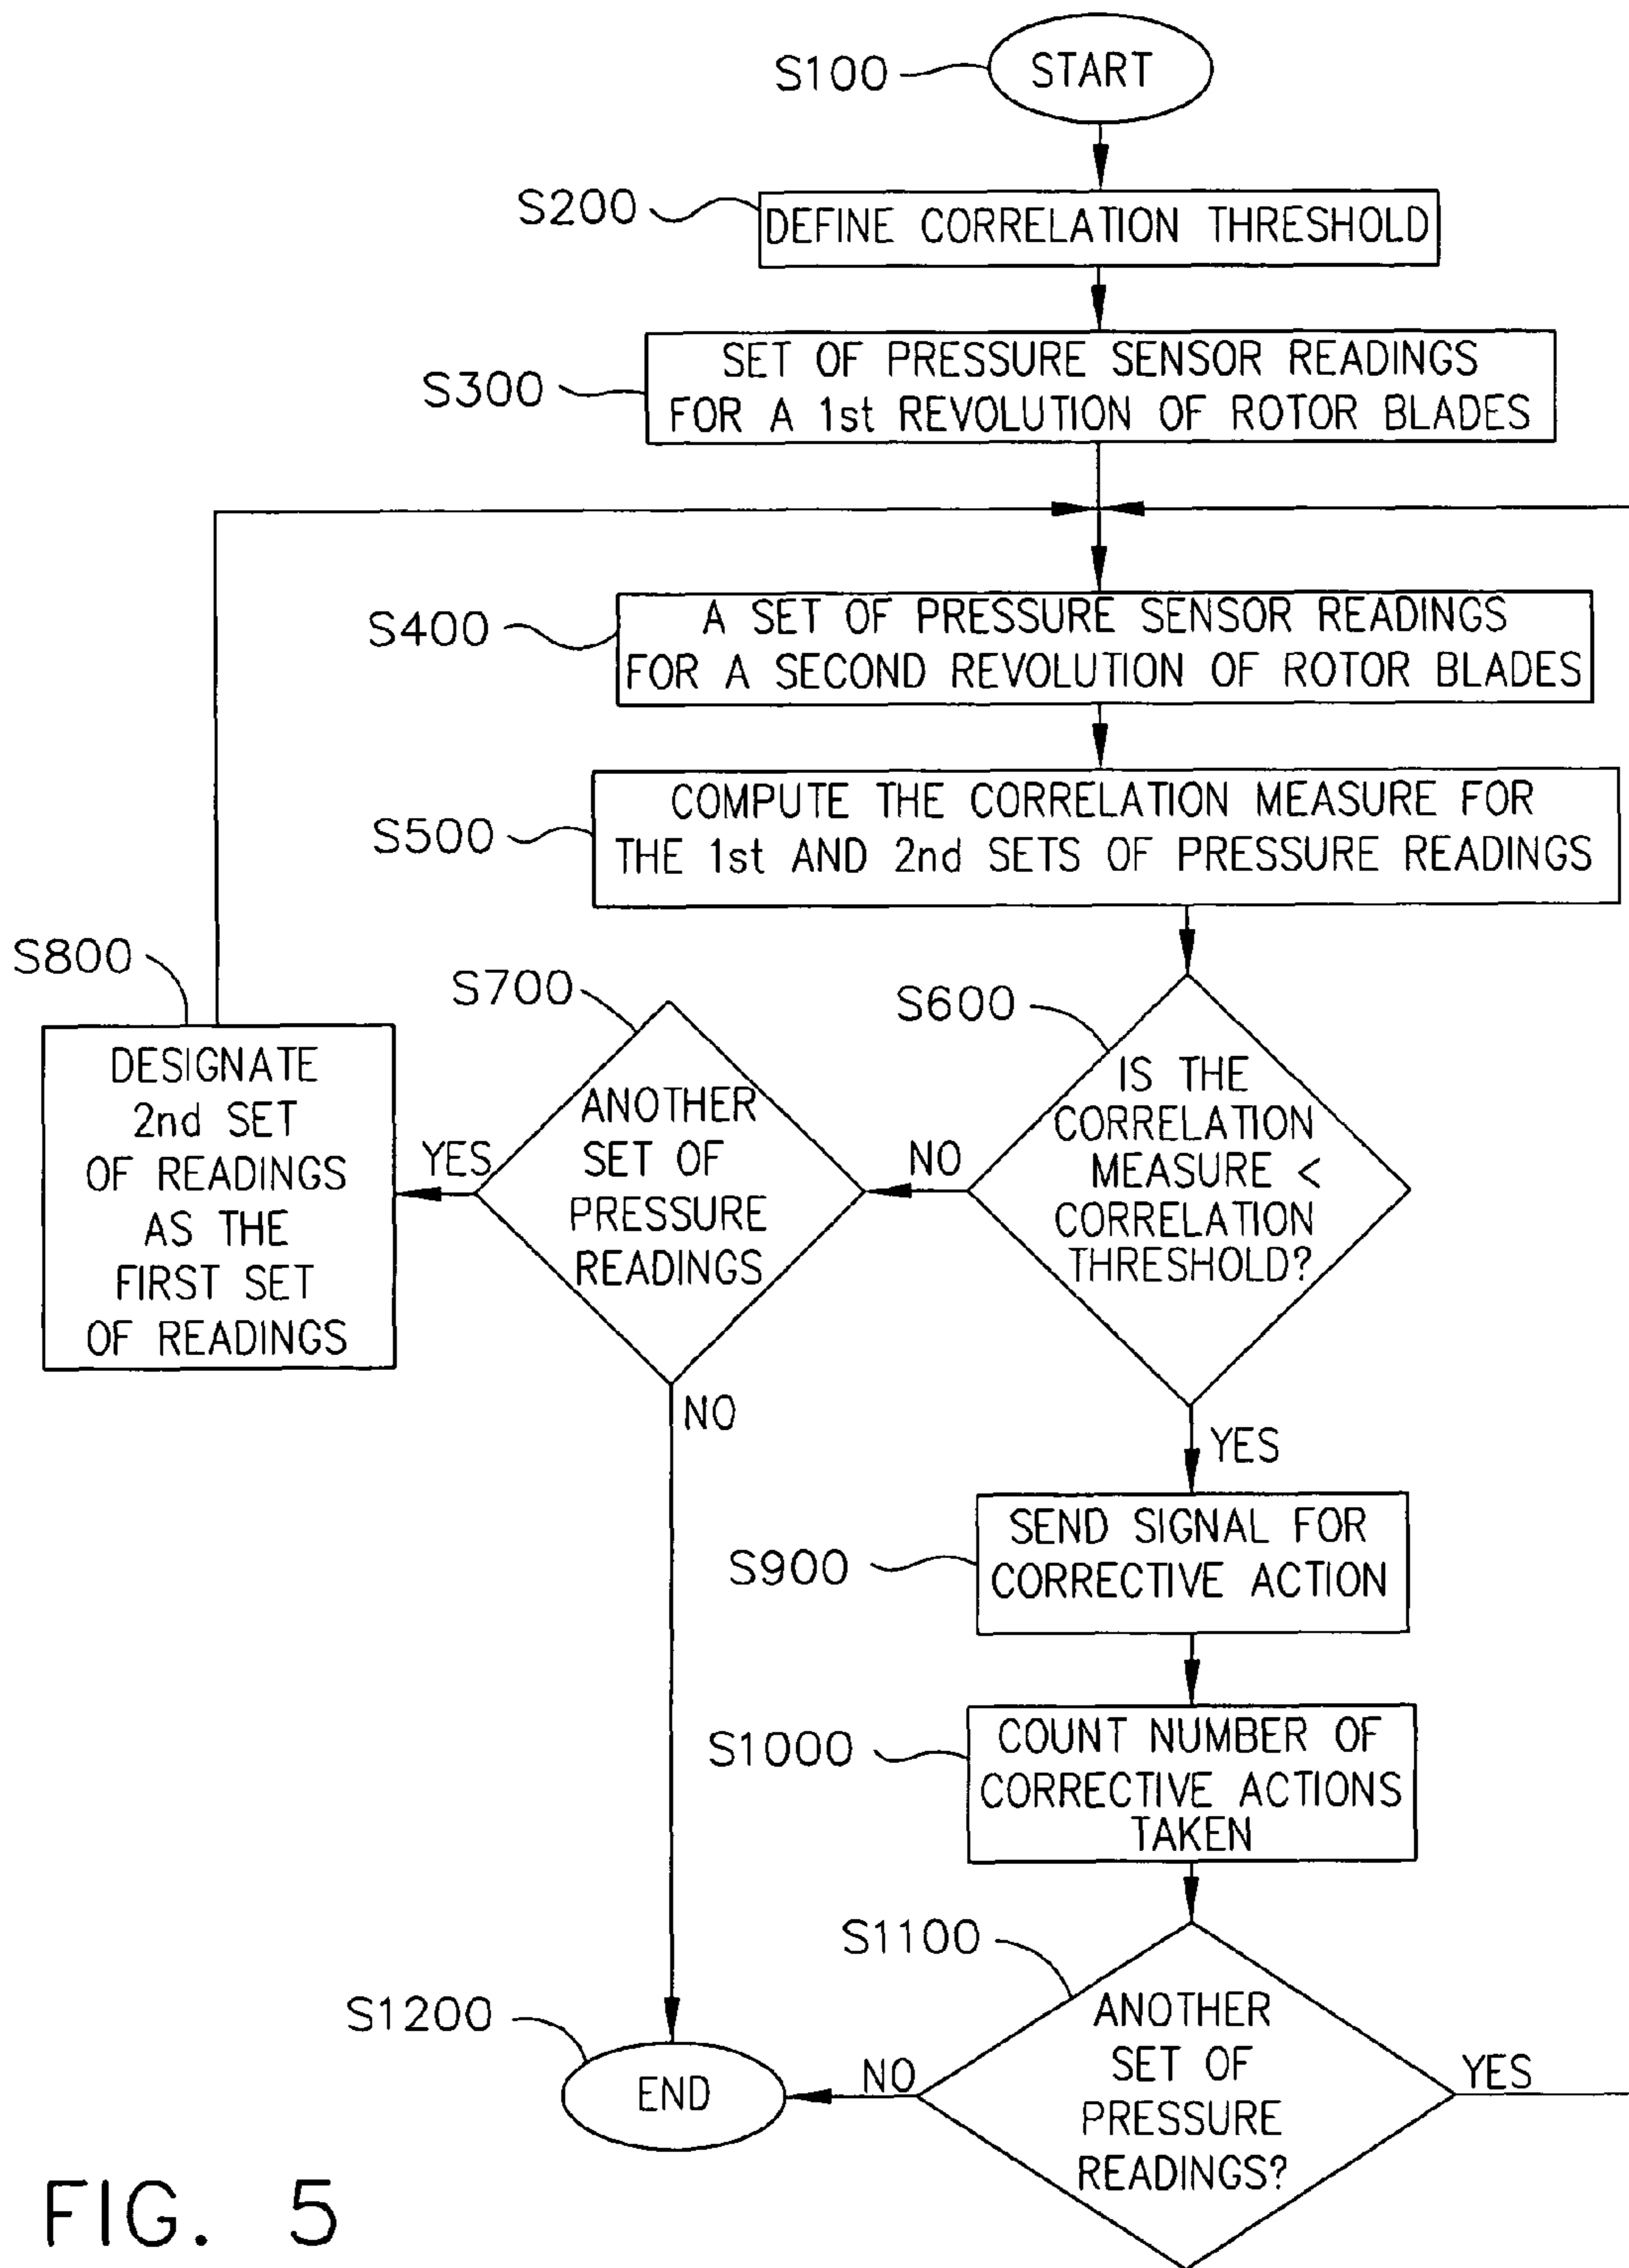 S100
START
S200
DEFINE CORRELATION THRESHOLD
S300
SET OF PRESSURE SENSOR READINGS
FOR A 1st REVOLUTION OF ROTOR BLADES
S400
A SET OF PRESSURE SENSOR READINGS
FOR A SECOND REVOLUTION OF ROTOR BLADES
S500
COMPUTE THE CORRELATION MEASURE FOR
THE 1st AND 2nd SETS OF PRESSURE READINGS
S800
DESIGNATE
2nd SET
OF READINGS
AS THE
FIRST SET
OF READINGS
YES
S700
ANOTHER
SET OF
PRESSURE
READINGS
NO
NO
S600
IS THE
CORRELATION
MEASURE <
CORRELATION
THRESHOLD?
YES
S900
SEND SIGNAL FOR
CORRECTIVE ACTION
S1000
COUNT NUMBER OF
CORRECTIVE ACTIONS
TAKEN
S1100
ANOTHER
SET OF
PRESSURE
READINGS?
YES
NO
S1200
END
FIG. 5